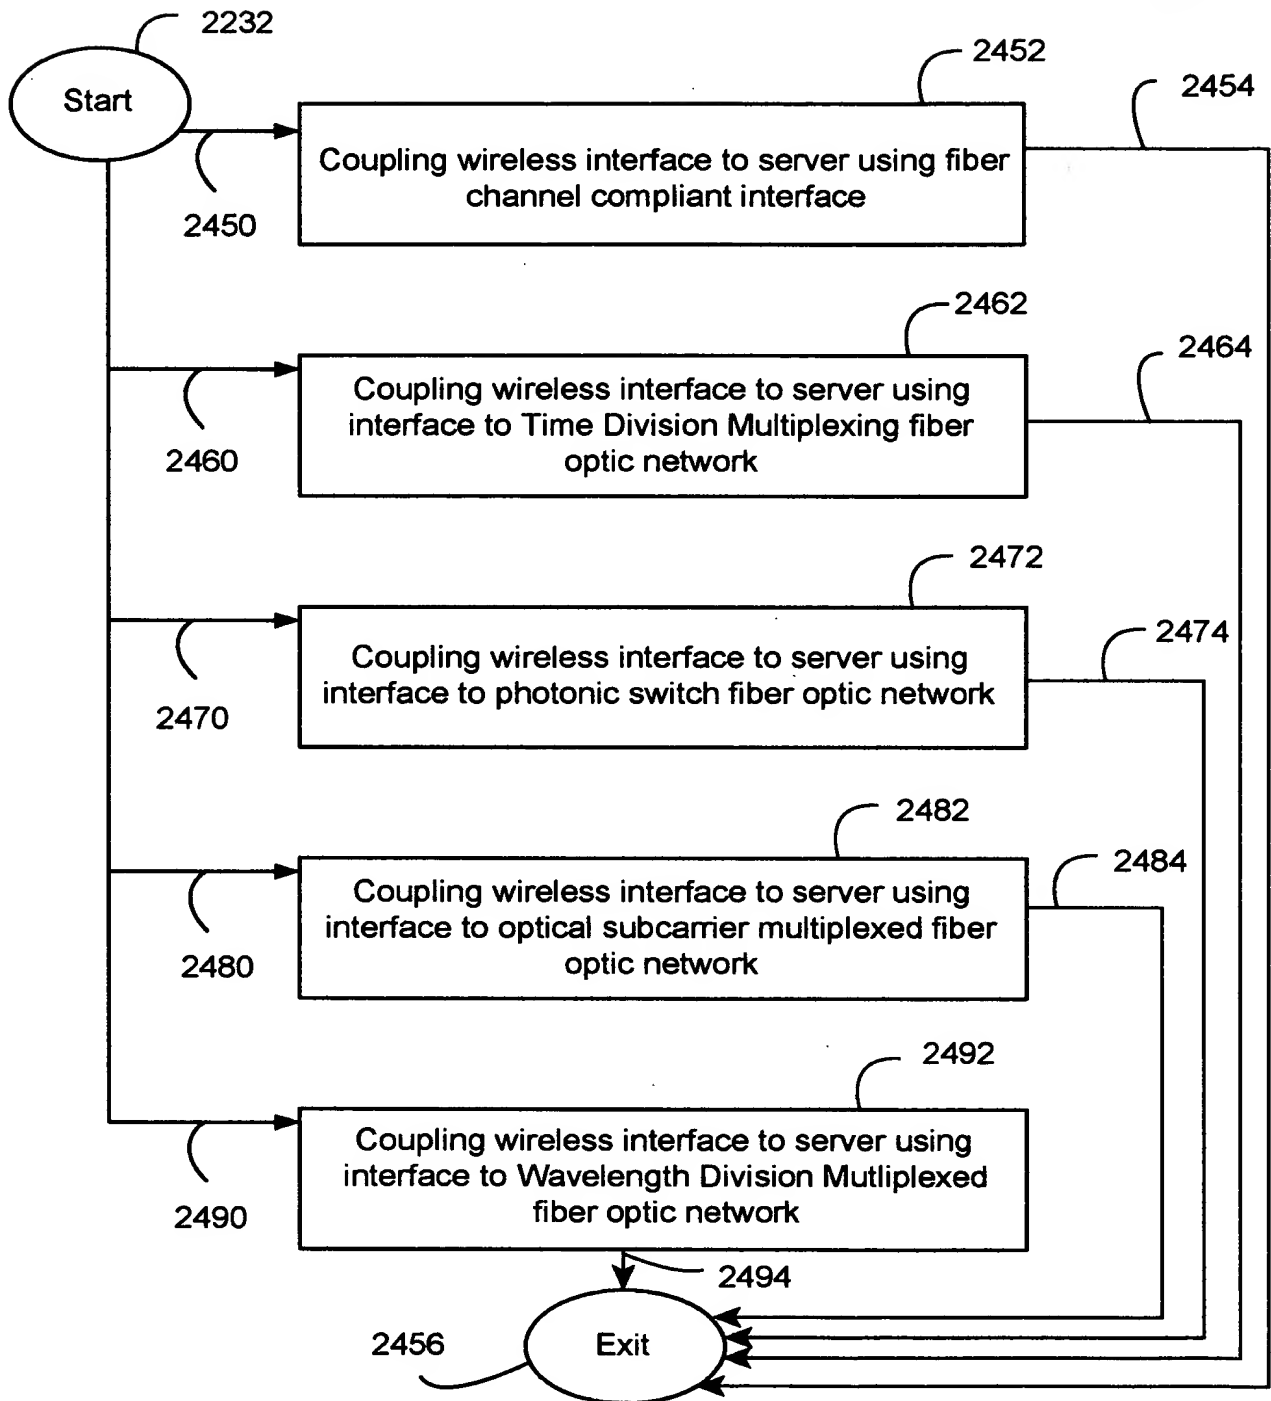 2232
Start
2452
2454
Coupling wireless interface to server using fiber
channel compliant interface
2450
2462
2464
Coupling wireless interface to server using
interface to Time Division Multiplexing fiber
optic network
2460
2472
2474
Coupling wireless interface to server using
interface to photonic switch fiber optic network
2470
2482
2484
Coupling wireless interface to server using
interface to optical subcarrier multiplexed fiber
optic network
2480
2492
Coupling wireless interface to server using
interface to Wavelength Division Mutliplexed
fiber optic network
2490
2494
2456
Exit